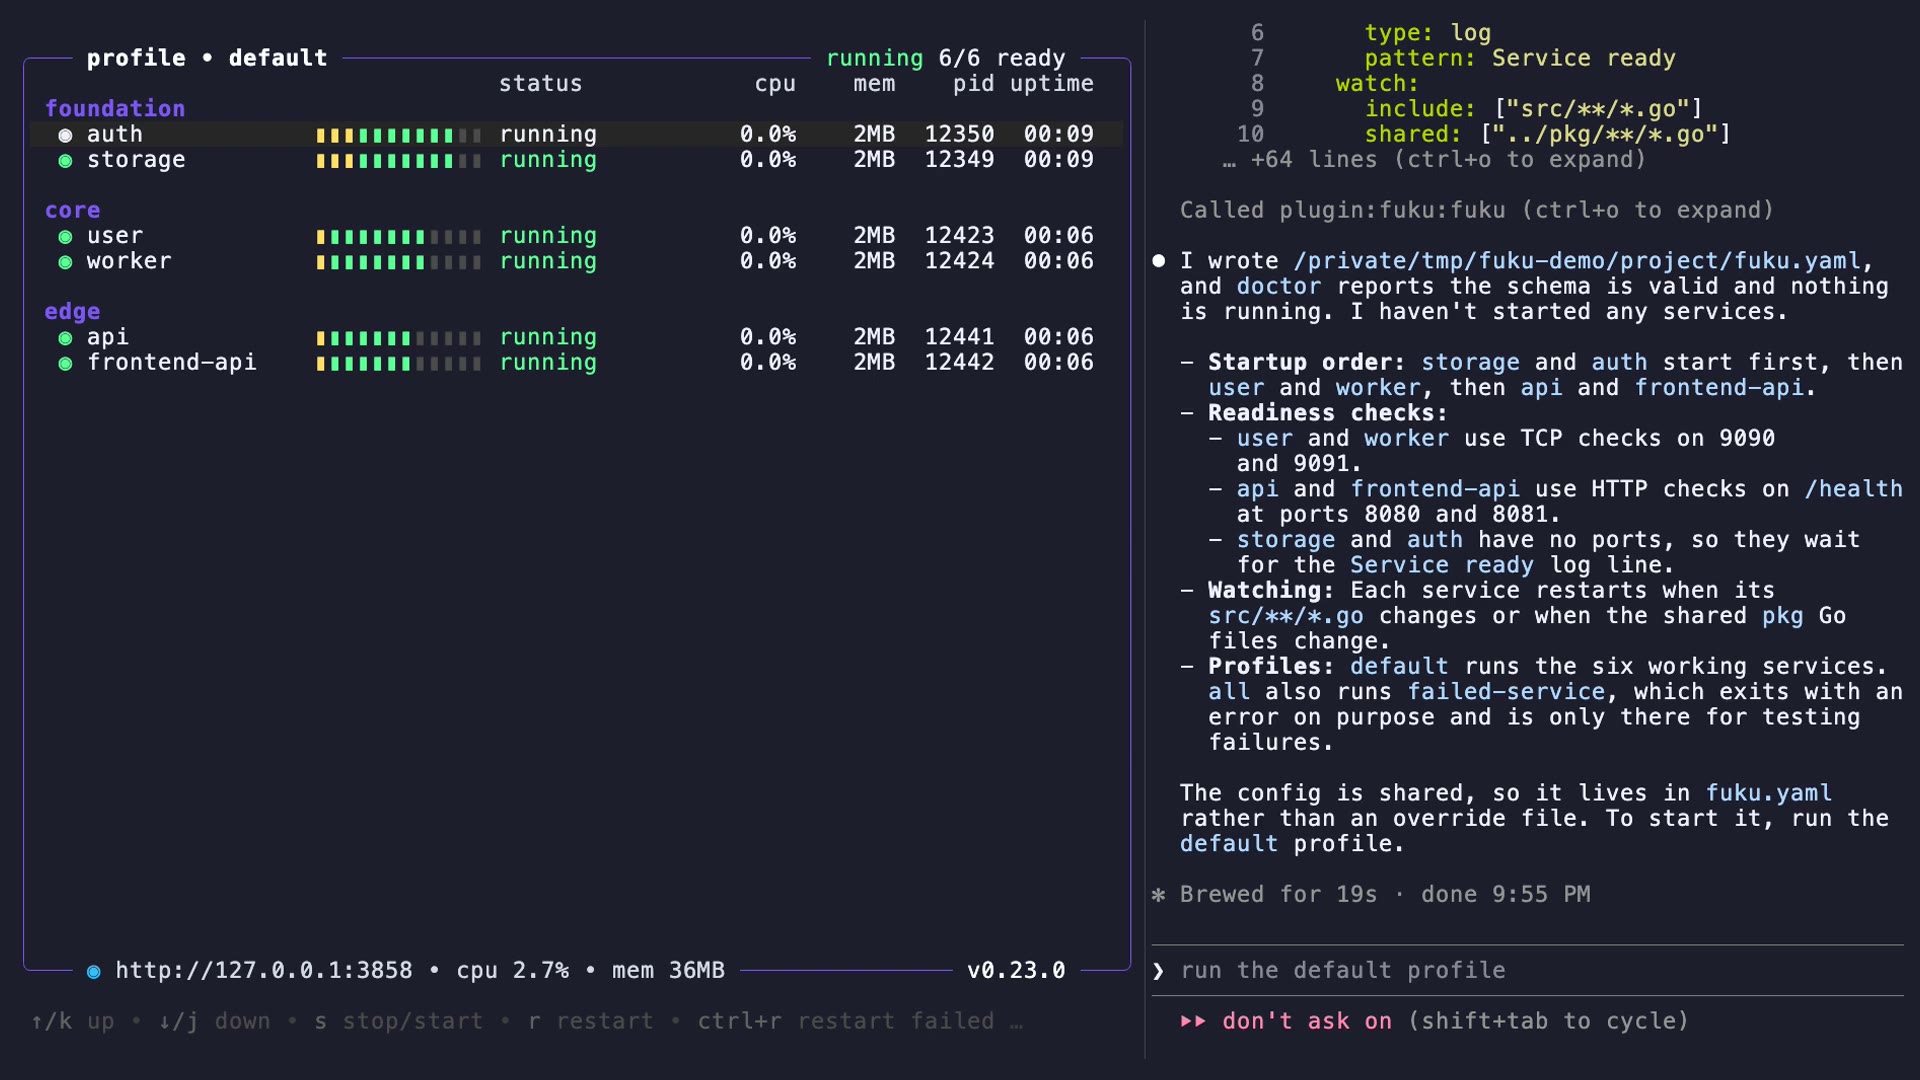 profile • default running 6/6 ready
status cpu mem pid uptime
foundation
◉ auth running 0.0% 2MB 12350 00:09
◉ storage running 0.0% 2MB 12349 00:09
core
◉ user running 0.0% 2MB 12423 00:06
◉ worker running 0.0% 2MB 12424 00:06
edge
◉ api running 0.0% 2MB 12441 00:06
◉ frontend-api running 0.0% 2MB 12442 00:06
◉ http://127.0.0.1:3858 • cpu 2.7% • mem 36MB v0.23.0
↑/k up • ↓/j down • s stop/start • r restart • ctrl+r restart failed …
6 type: log
7 pattern: Service ready
8 watch:
9 include: ["src/**/*.go"]
10 shared: ["../pkg/**/*.go"]
… +64 lines (ctrl+o to expand)
Called plugin:fuku:fuku (ctrl+o to expand)
● I wrote /private/tmp/fuku-demo/project/fuku.yaml,
and doctor reports the schema is valid and nothing
is running. I haven't started any services.
- Startup order: storage and auth start first, then
user and worker, then api and frontend-api.
- Readiness checks:
- user and worker use TCP checks on 9090
and 9091.
- api and frontend-api use HTTP checks on /health
at ports 8080 and 8081.
- storage and auth have no ports, so they wait
for the Service ready log line.
- Watching: Each service restarts when its
src/**/*.go changes or when the shared pkg Go
files change.
- Profiles: default runs the six working services.
all also runs failed-service, which exits with an
error on purpose and is only there for testing
failures.
The config is shared, so it lives in fuku.yaml
rather than an override file. To start it, run the
default profile.
✻ Brewed for 19s · done 9:55 PM
❯ run the default profile
⏵⏵ don't ask on (shift+tab to cycle)